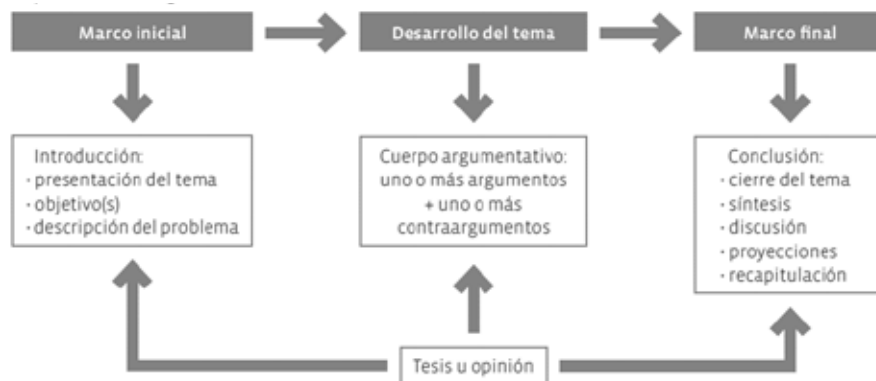 Marco inicial
Desarrollo del tema
Marco final
Introducción:
· presentación del tema
· objetivo(s)
· descripción del problema
Cuerpo argumentativo:
uno o más argumentos
+ uno o más
contraargumentos
Conclusión:
· cierre del tema
· síntesis
· discusión
· proyecciones
· recapitulación
Tesis u opinión